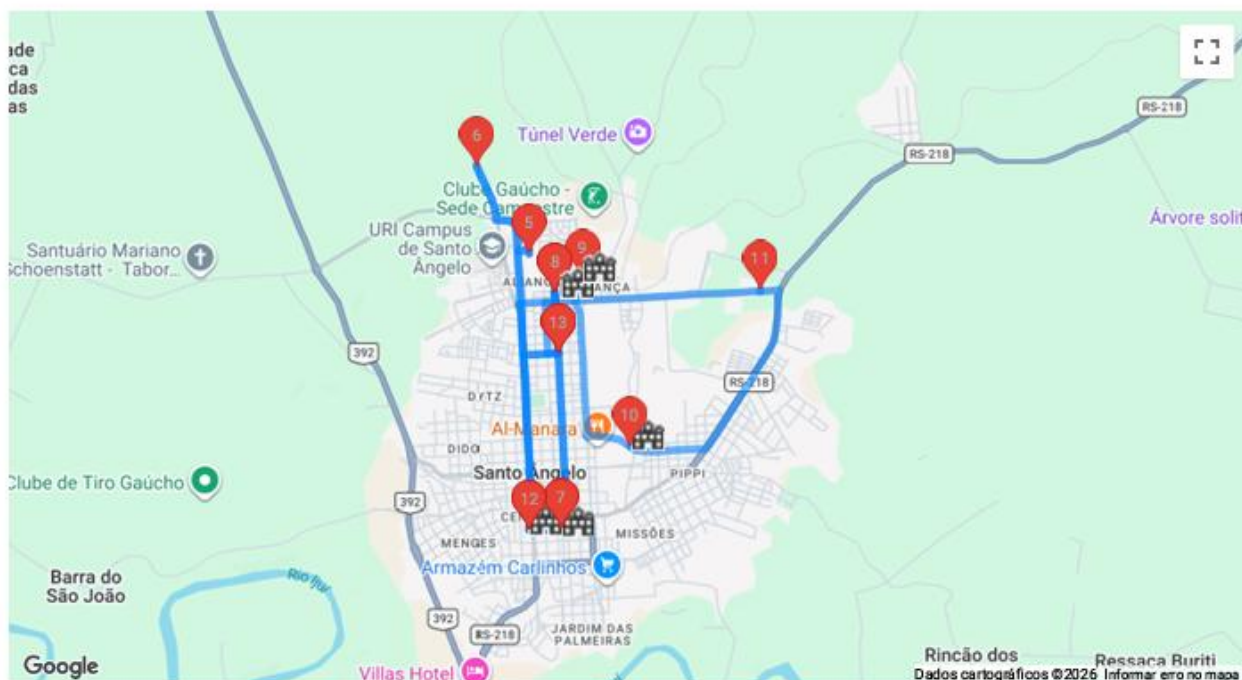 ade
ca
das
as
6
Túnel Verde
RS-218
RS-218
Clube Gaúcho -
Sede Campestre
5
URI Campus
de Santo
Ângelo
9
8
11
Árvore solit
Santuário Mariano
Schoenstatt - Tabor...
13
392
RS-218
10
Al-Manara
DIDO
Santo Ângelo
PIPPI
Clube de Tiro Gaúcho
392
12
7
MENGES
MISSÕES
Armazém Carlinhos
Barra do
São João
Rio Ijuí
392
RS-218
JARDIM DAS
PALMEIRAS
Villas Hotel
Google
Rincão dos
Ressaca Buriti
Dados cartográficos ©2026 Informar erro no mapa